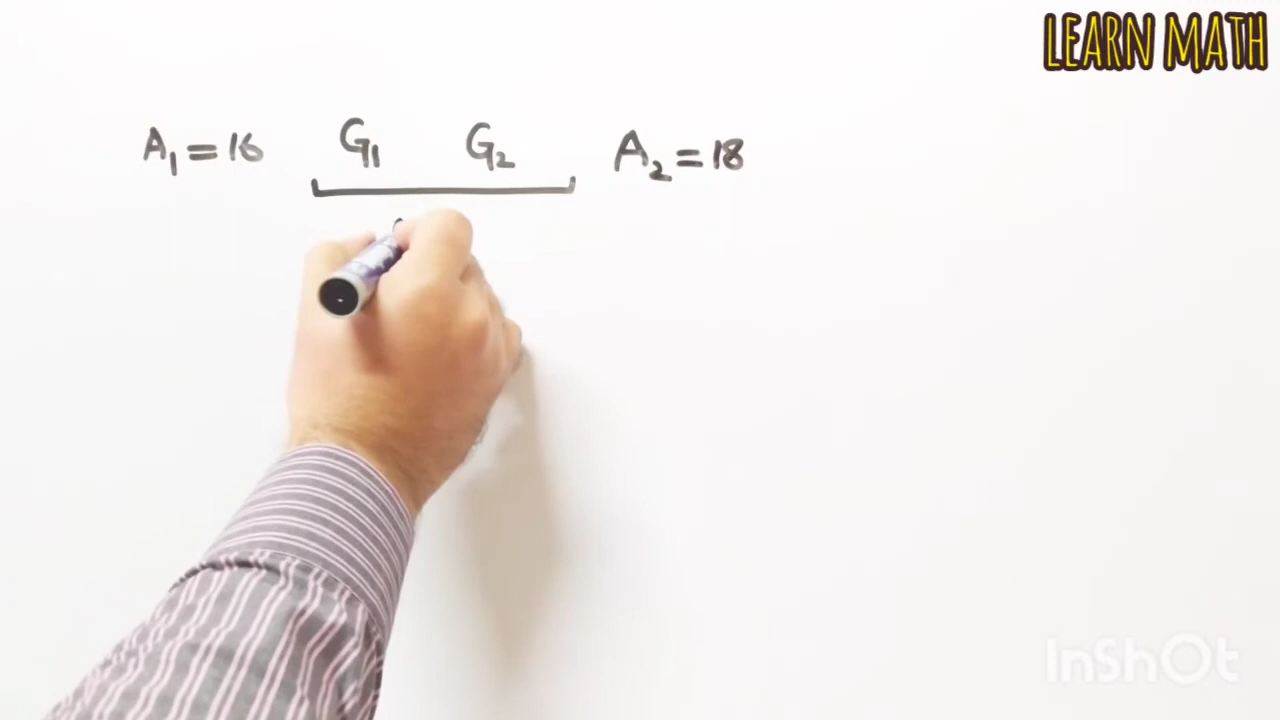 LEARN MATH
A₁ = 16 G₁ G₂ A₂ = 18
InShOt